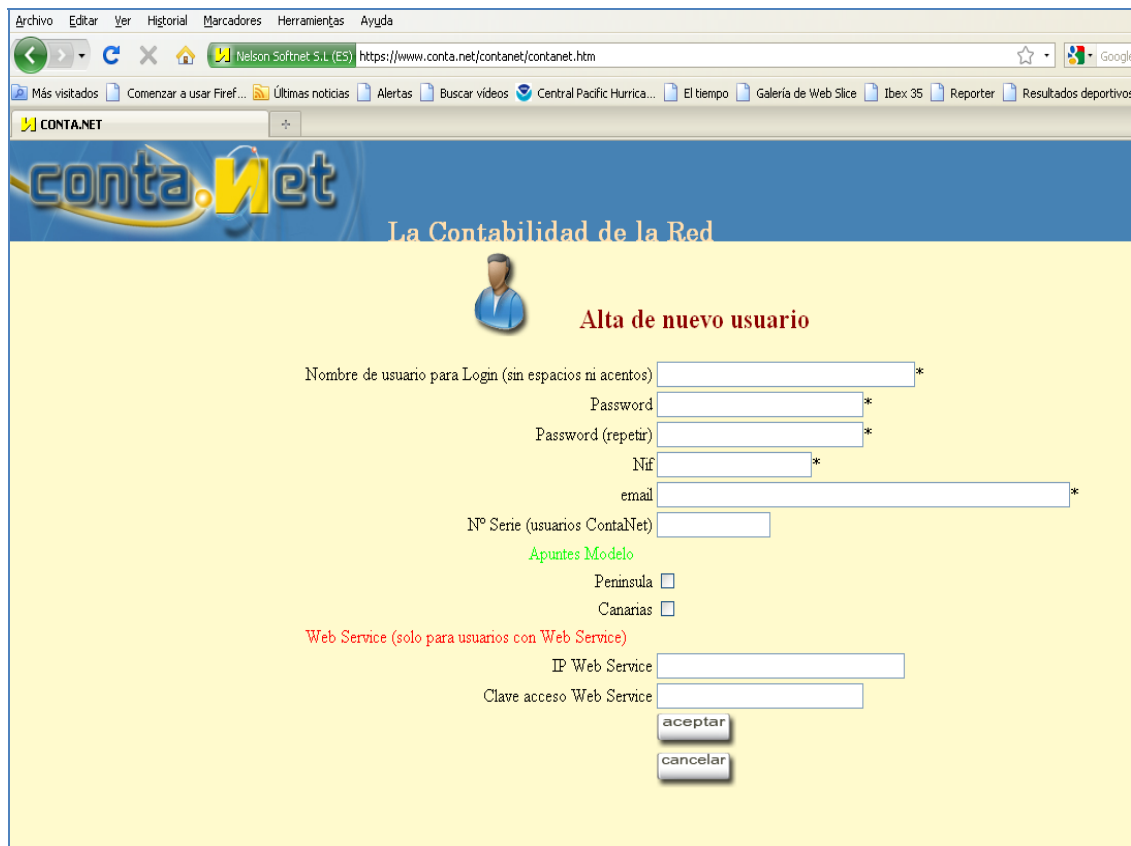 Archivo Editar Ver Historial Marcadores Herramientas Ayuda
Nelson Softnet S.L (ES) https://www.conta.net/contanet/contanet.htm Google
Más visitados Comenzar a usar Firef... Últimas noticias Alertas Buscar vídeos Central Pacific Hurrica... El tiempo Galería de Web Slice Ibex 35 Reporter Resultados deportivos
CONTA.NET
conta.Net
La Contabilidad de la Red
Alta de nuevo usuario
Nombre de usuario para Login (sin espacios ni acentos) *
Password *
Password (repetir) *
Nif *
email *
Nº Serie (usuarios ContaNet)
Apuntes Modelo
Peninsula
Canarias
Web Service (solo para usuarios con Web Service)
IP Web Service
Clave acceso Web Service
aceptar
cancelar